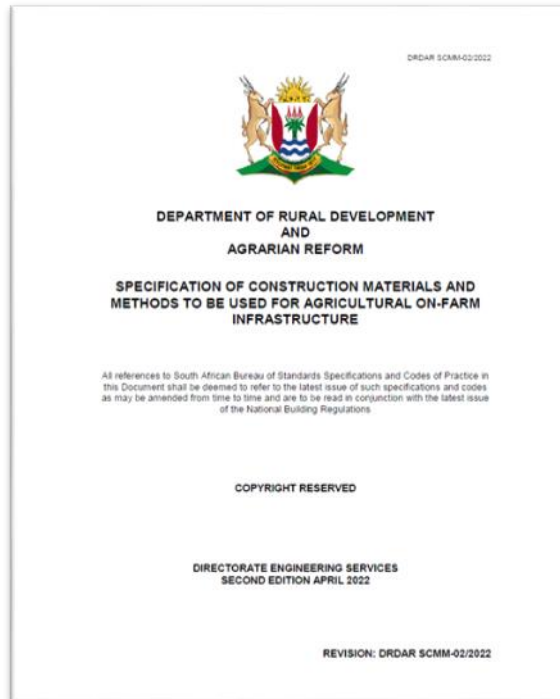 DRDAR SCMM-02/2022
DEPARTMENT OF RURAL DEVELOPMENT
AND
AGRARIAN REFORM
SPECIFICATION OF CONSTRUCTION MATERIALS AND
METHODS TO BE USED FOR AGRICULTURAL ON-FARM
INFRASTRUCTURE
All references to South African Bureau of Standards Specifications and Codes of Practice in
this Document shall be deemed to refer to the latest issue of such specifications and codes
as may be amended from time to time and are to be read in conjunction with the latest issue
of the National Building Regulations
COPYRIGHT RESERVED
DIRECTORATE ENGINEERING SERVICES
SECOND EDITION APRIL 2022
REVISION: DRDAR SCMM-02/2022